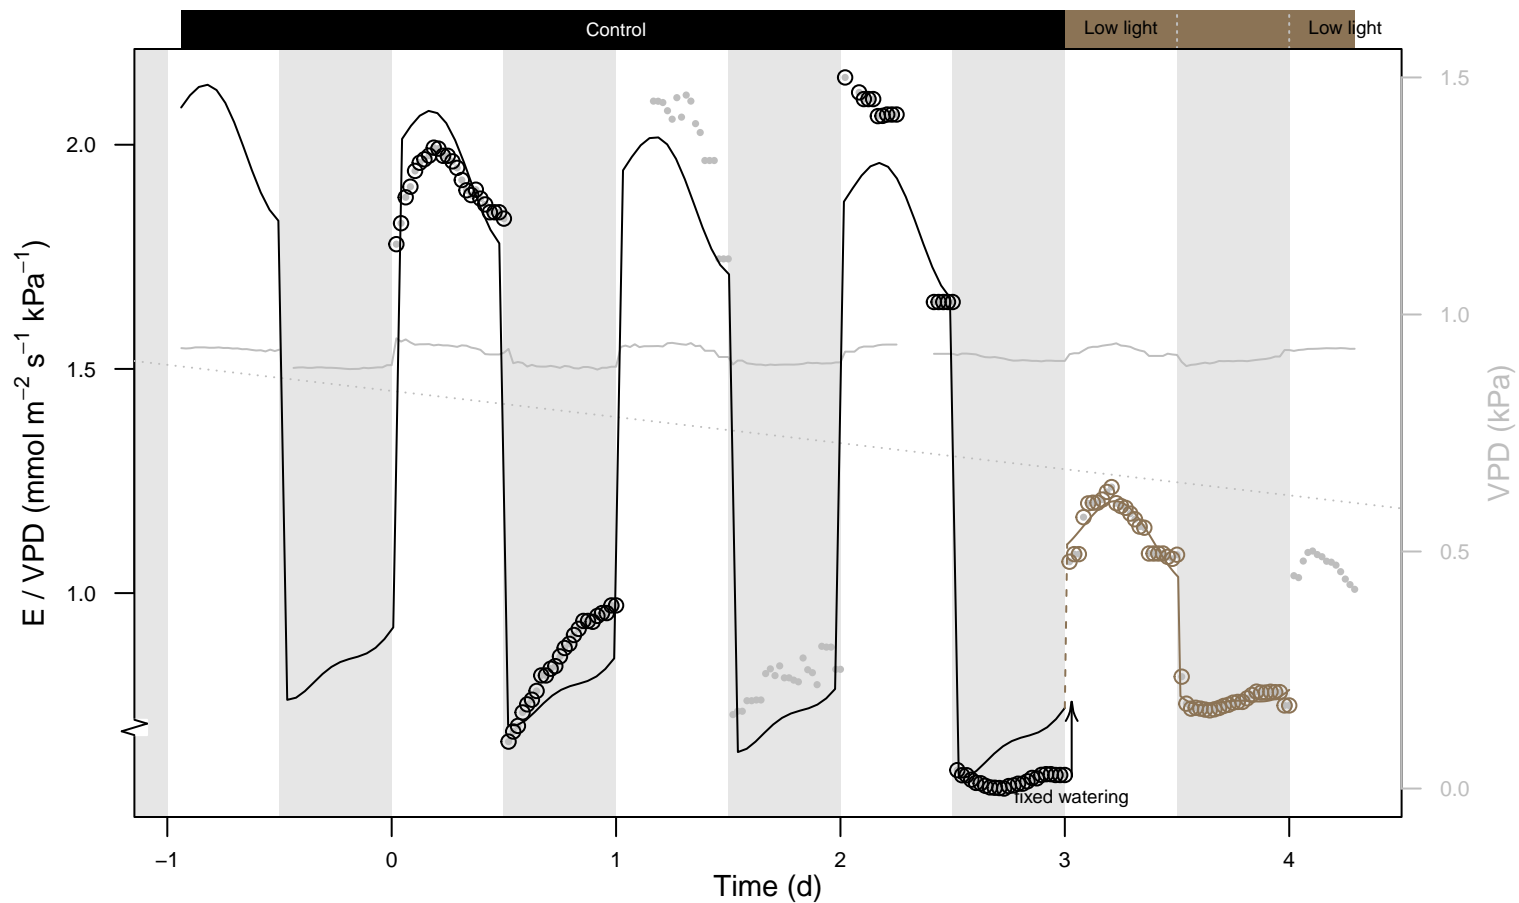 Control
Low light
Low light
2.0
1.5
1.0
E / VPD (mmol m⁻² s⁻¹ kPa⁻¹)
1.5
1.0
0.5
0.0
VPD (kPa)
fixed watering
−1
0
1
2
3
4
Time (d)